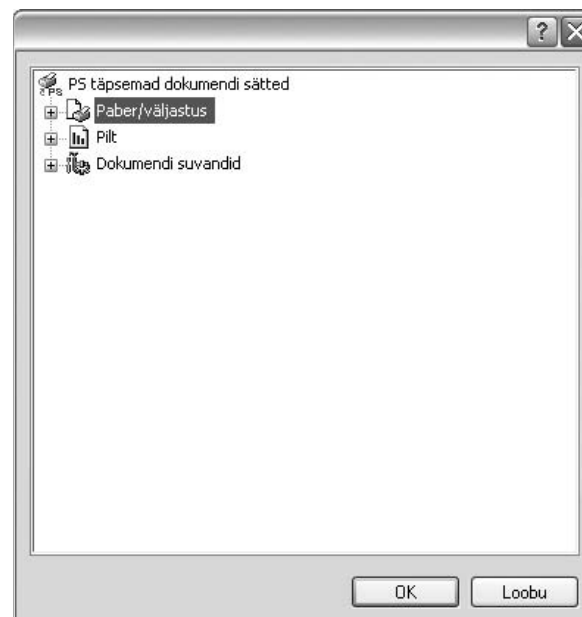 PS täpsemad dokumendi sätted
Paber/väljastus
Pilt
Dokumendi suvandid
OK
Loobu